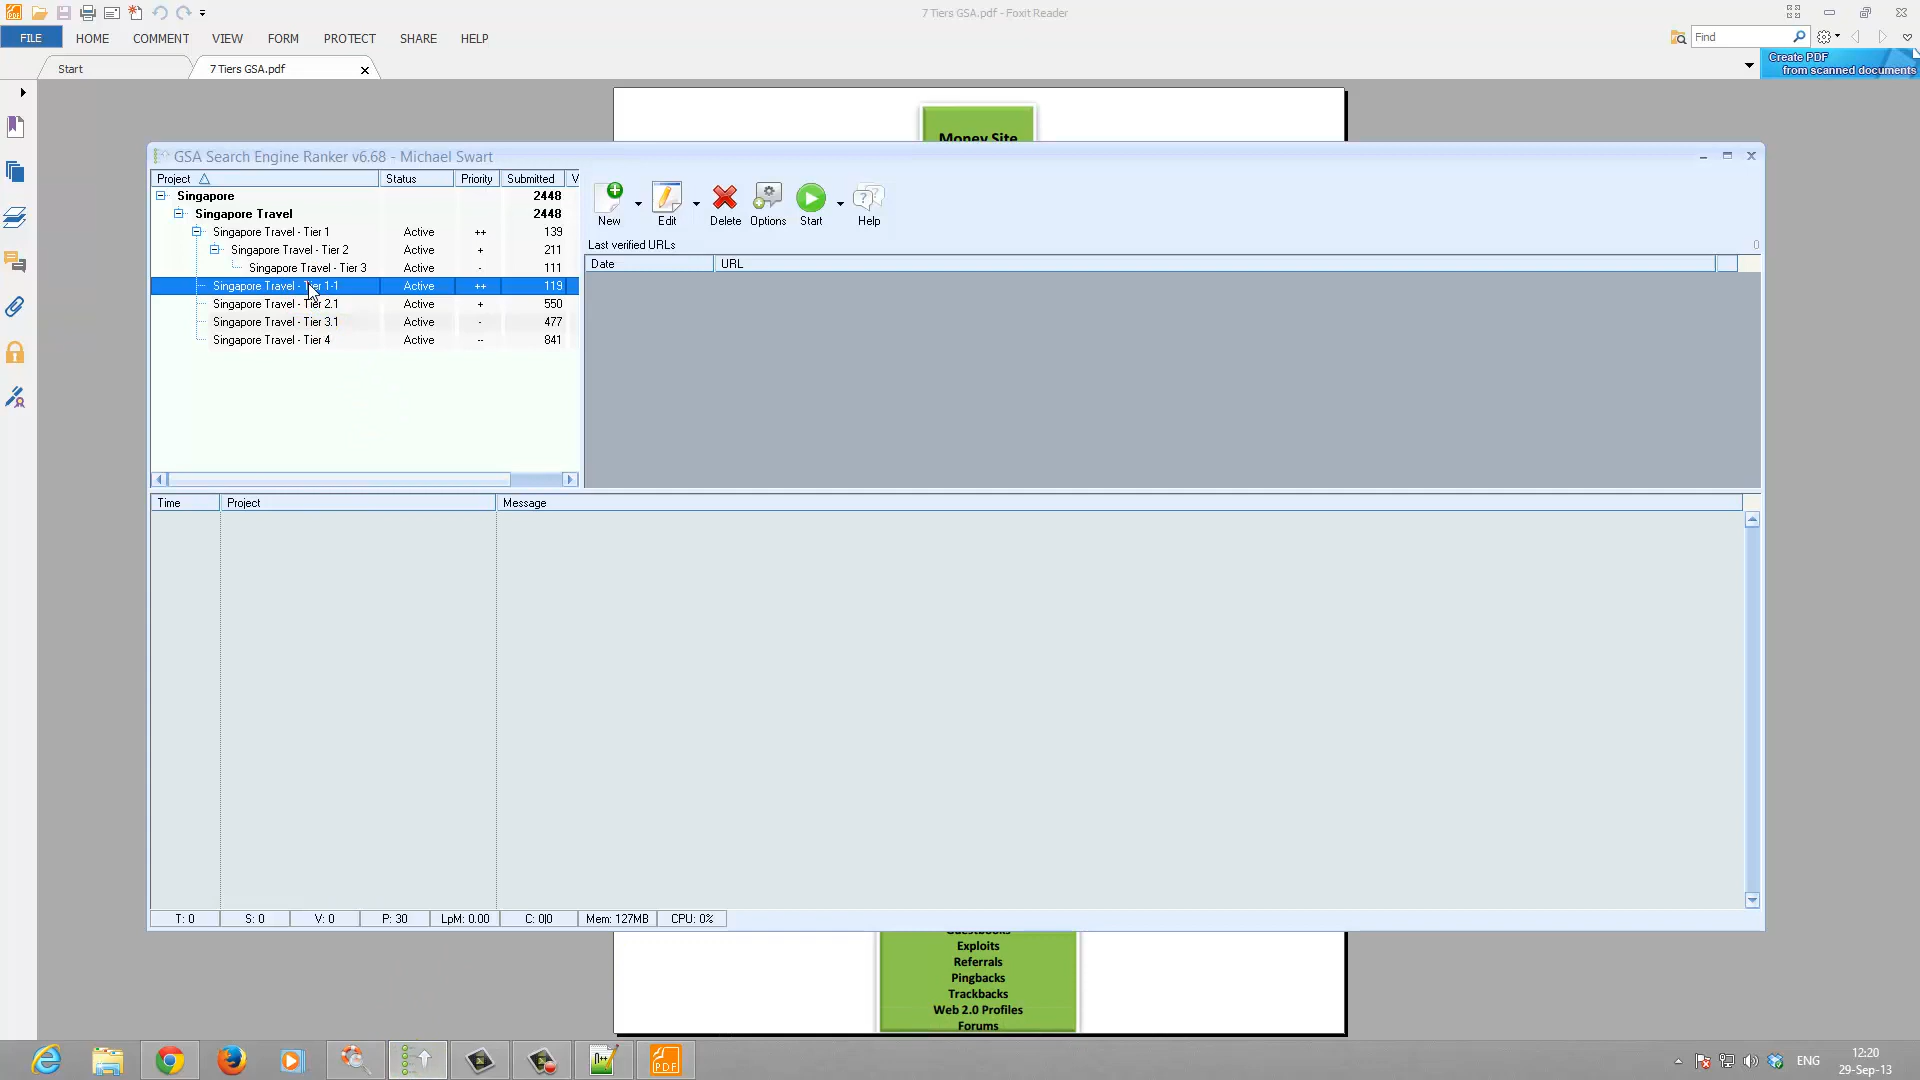 7 Tiers GSA.pdf - Foxit Reader
FILE
HOME
COMMENT
VIEW
FORM
PROTECT
SHARE
HELP
Find
Start
7 Tiers GSA.pdf
Create PDF
from scanned documents
Money Site
GSA Search Engine Ranker v6.68 - Michael Swart
Project Status Priority Submitted V
Singapore 2448
Singapore Travel 2448
Singapore Travel - Tier 1 Active ++ 139
Singapore Travel - Tier 2 Active + 211
Singapore Travel - Tier 3 Active - 111
Singapore Travel - Tier 1-1 Active ++ 119
Singapore Travel - Tier 2.1 Active + 550
Singapore Travel - Tier 3.1 Active - 477
Singapore Travel - Tier 4 Active -- 841
New
Edit
Delete
Options
Start
Help
Last verified URLs 0
Date URL
Time Project Message
T: 0 S: 0 V: 0 P: 30 LpM: 0.00 C: 0|0 Mem: 127MB CPU: 0%
Guestbooks
Exploits
Referrals
Pingbacks
Trackbacks
Web 2.0 Profiles
Forums
PDF
ENG
12:20
29-Sep-13